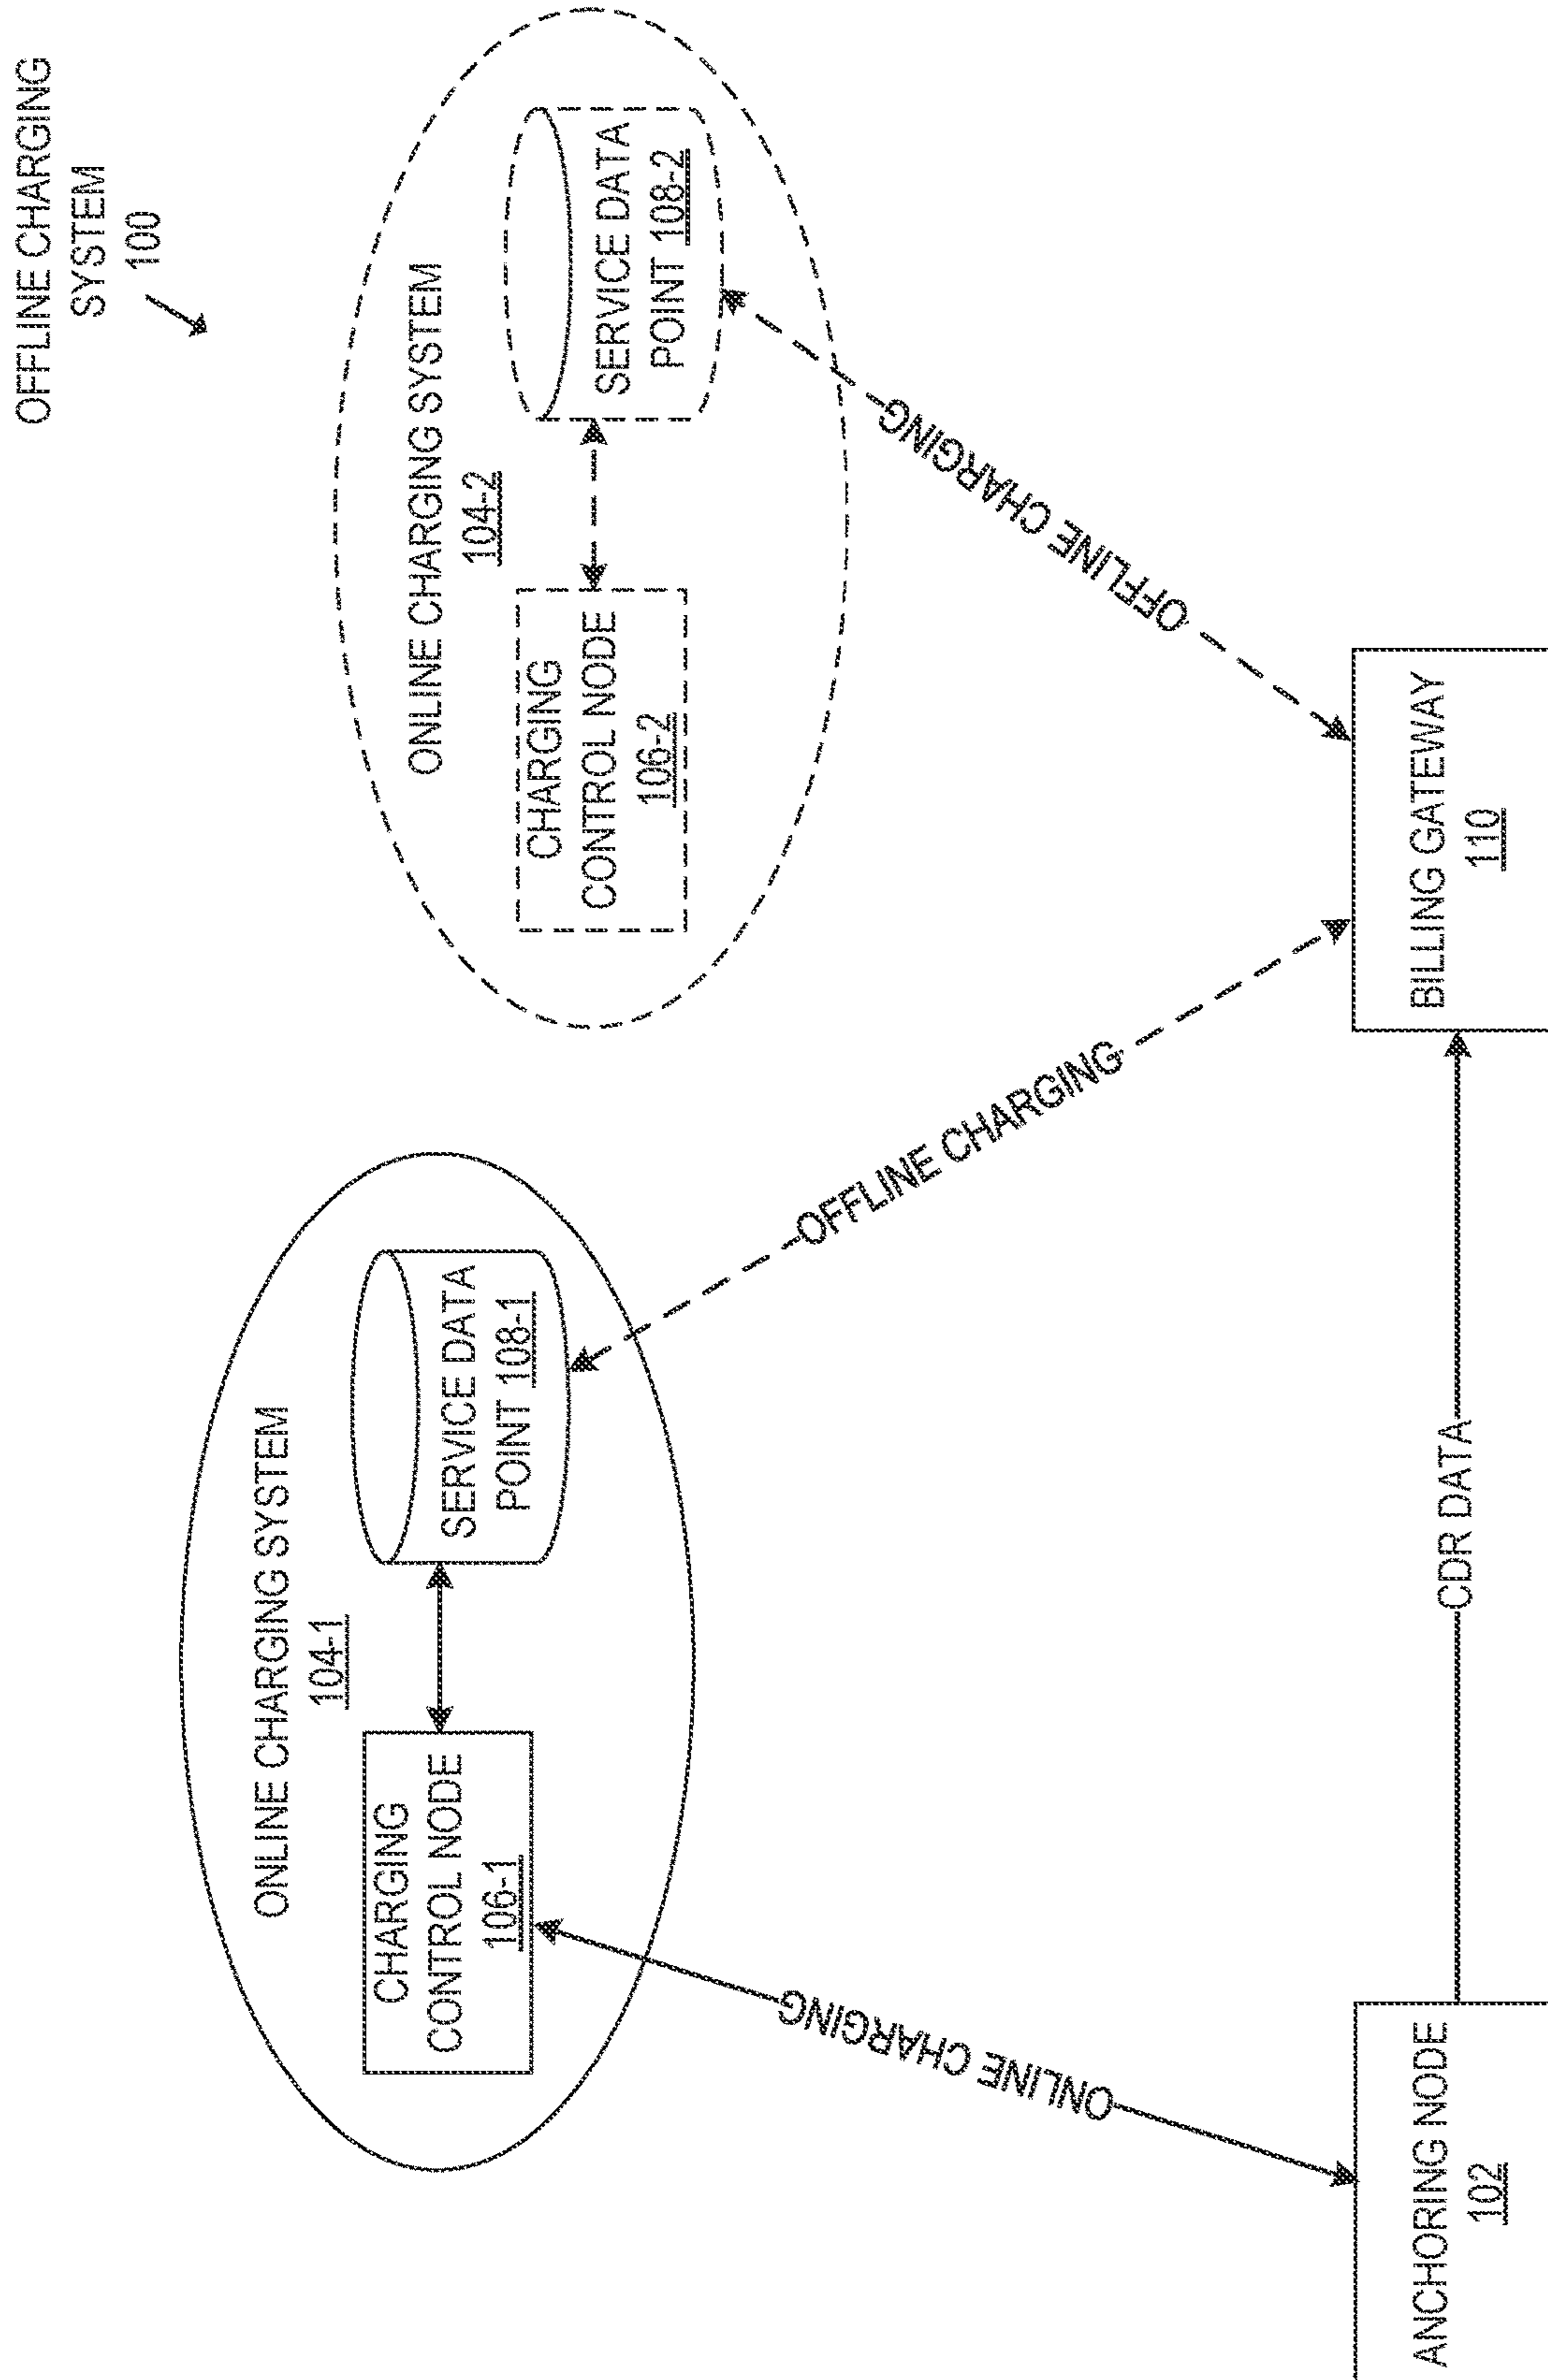 OFFLINE CHARGING
SYSTEM
100
ONLINE CHARGING SYSTEM
104-1
CHARGING
CONTROL NODE
106-1
SERVICE DATA
POINT 108-1
ONLINE CHARGING SYSTEM
104-2
CHARGING
CONTROL NODE
106-2
SERVICE DATA
POINT 108-2
ONLINE CHARGING
OFFLINE CHARGING
OFFLINE CHARGING
ANCHORING NODE
102
CDR DATA
BILLING GATEWAY
110